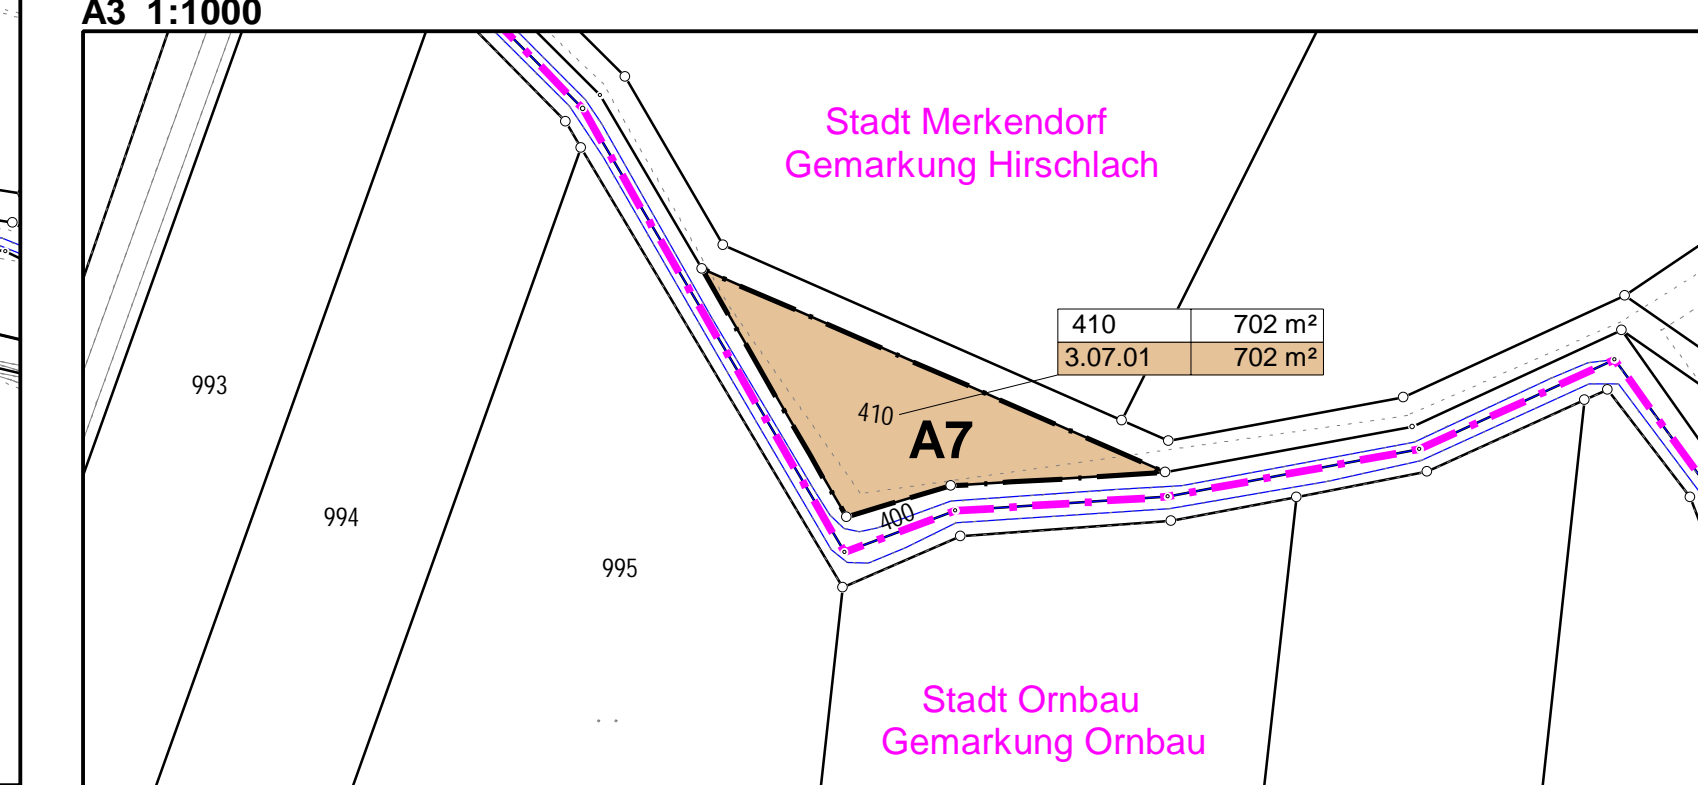 A3 1:1000
Stadt Merkendorf
Gemarkung Hirschlach
410 702 m²
3.07.01 702 m²
993
410
A7
994
400
995
Stadt Ornbau
Gemarkung Ornbau